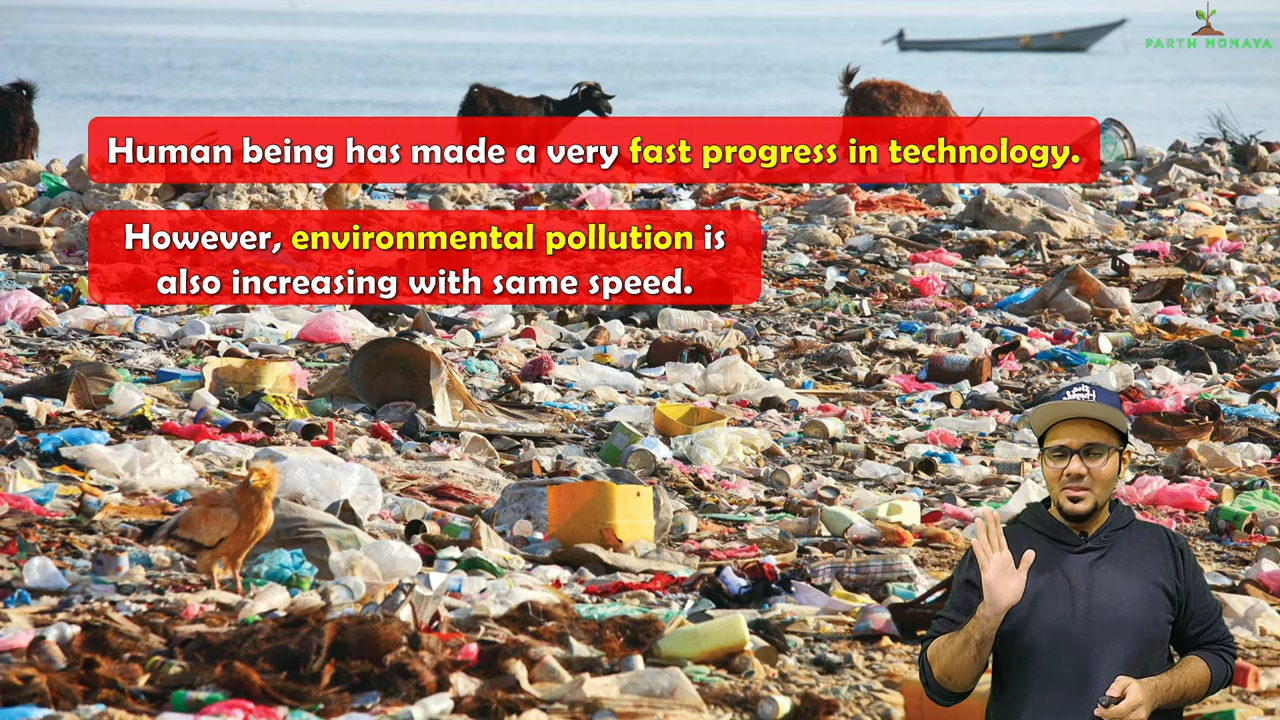 PARTH MOMAYA
Human being has made a very fast progress in technology.
However, environmental pollution is
also increasing with same speed.